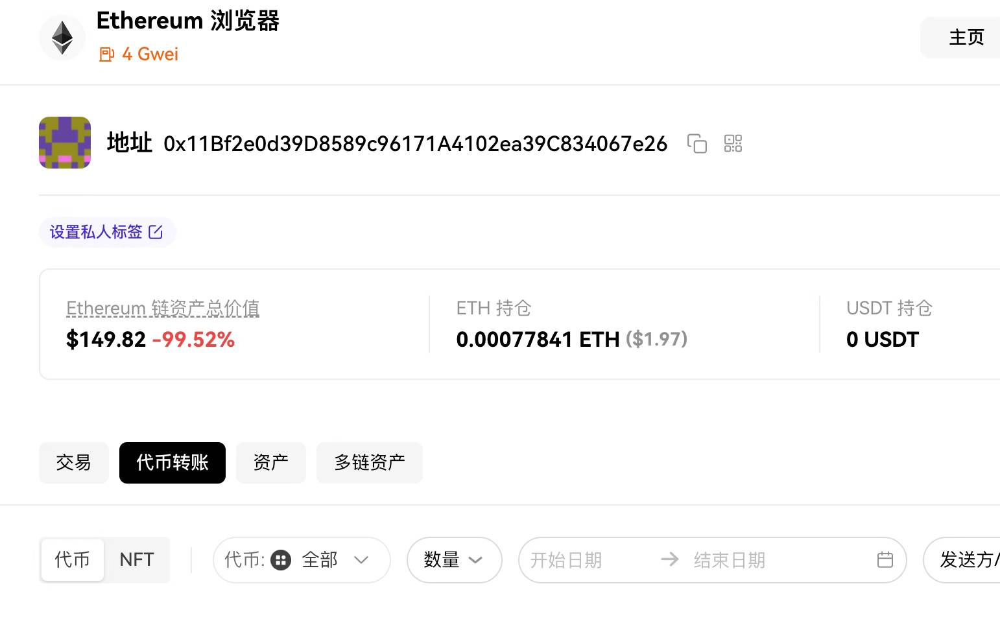 Ethereum 浏览器
4 Gwei
主页
地址 0x11Bf2e0d39D8589c96171A4102ea39C834067e26
设置私人标签
Ethereum 链资产总价值
$149.82 -99.52%
ETH 持仓
0.00077841 ETH ($1.97)
USDT 持仓
0 USDT
交易 代币转账 资产 多链资产
代币 NFT 代币: 全部 数量 开始日期 → 结束日期 发送方/